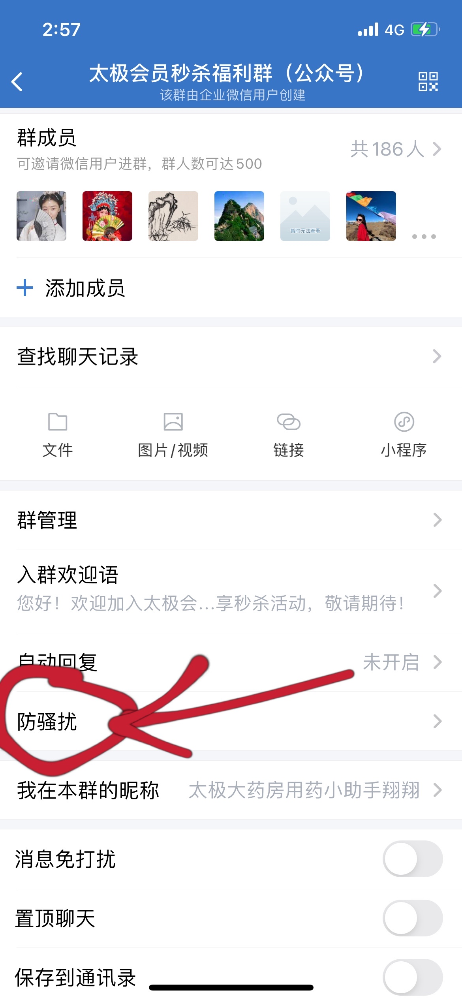 2:57
4G
太极会员秒杀福利群（公众号）
该群由企业微信用户创建
群成员
共186人
可邀请微信用户进群，群人数可达500
暂时无法查看
添加成员
查找聊天记录
文件
图片/视频
链接
小程序
群管理
入群欢迎语
您好！欢迎加入太极会...享秒杀活动，敬请期待！
自动回复
未开启
防骚扰
我在本群的昵称
太极大药房用药小助手翔翔
消息免打扰
置顶聊天
保存到通讯录